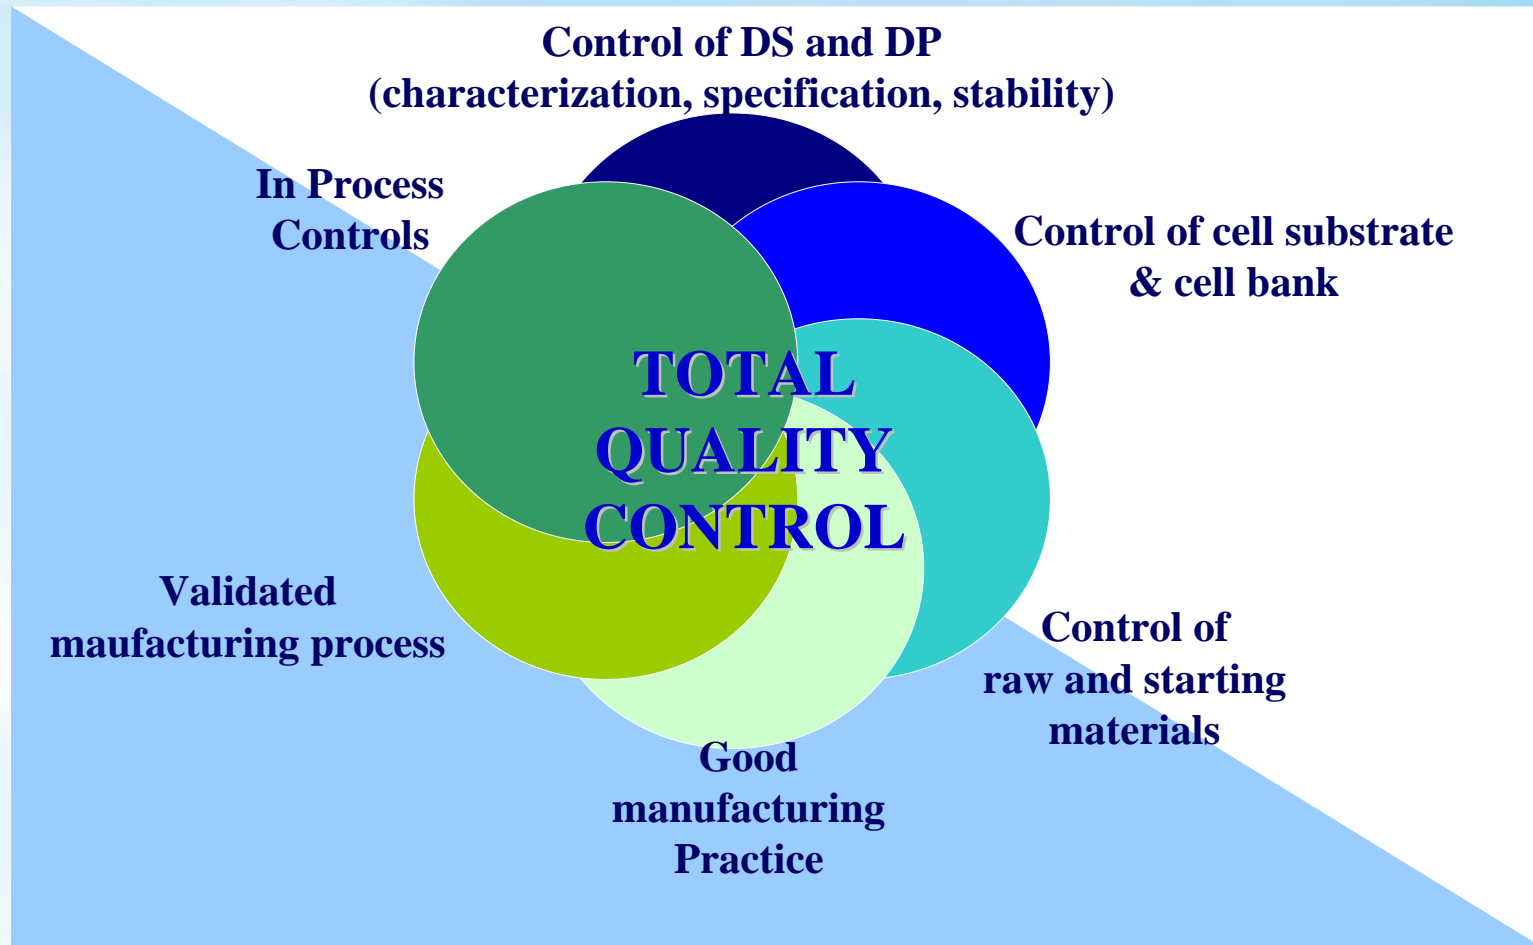 Control of DS and DP
(characterization, specification, stability)
In Process
Controls
Control of cell substrate
& cell bank
TOTAL
QUALITY
CONTROL
Validated
maufacturing process
Control of
raw and starting
materials
Good
manufacturing
Practice